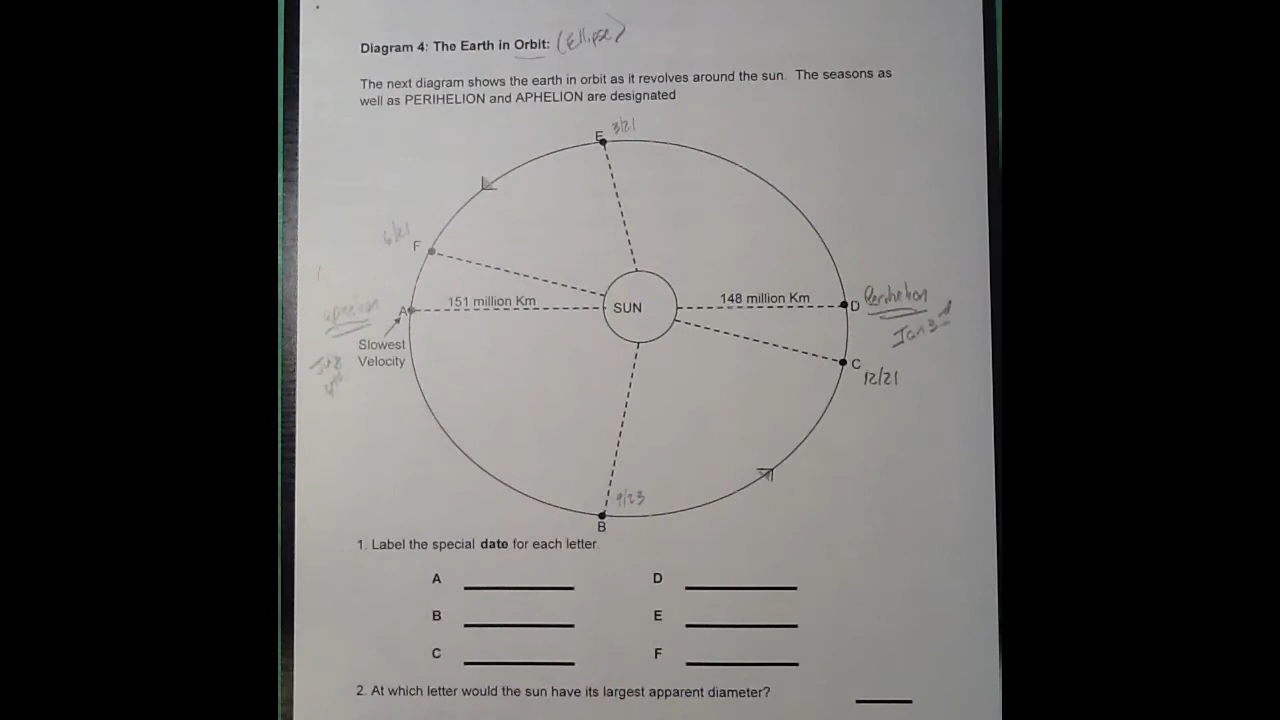 Diagram 4: The Earth in Orbit: (Ellipse)
The next diagram shows the earth in orbit as it revolves around the sun. The seasons as
well as PERIHELION and APHELION are designated
E 3/21
6/21
F
A 151 million Km SUN 148 million Km D Perihelion
aphelion
Jan 3rd
Slowest
Velocity
C
12/21
9/23
B
1. Label the special date for each letter.
A D
B E
C F
2. At which letter would the sun have its largest apparent diameter?